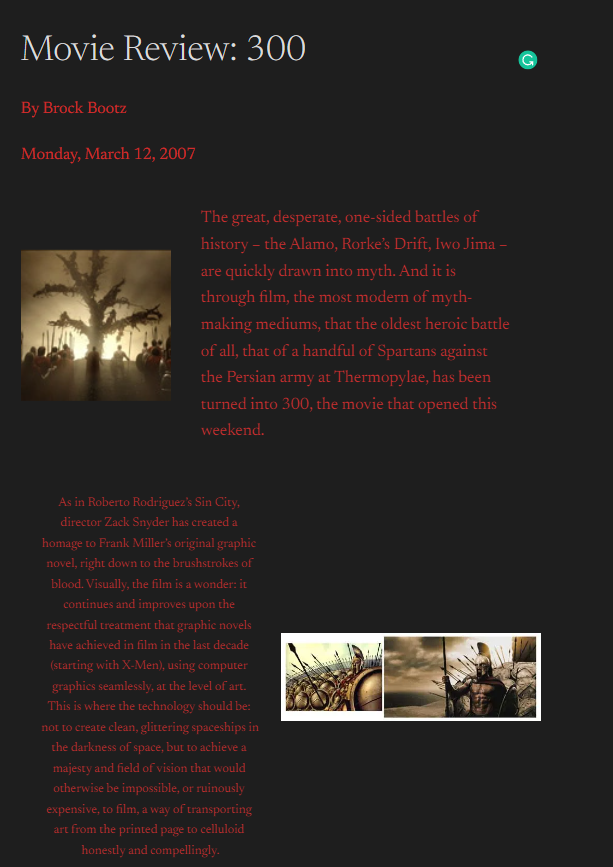 Movie Review: 300
By Brock Bootz
Monday, March 12, 2007
The great, desperate, one-sided battles of
history – the Alamo, Rorke's Drift, Iwo Jima –
are quickly drawn into myth. And it is
through film, the most modern of myth-
making mediums, that the oldest heroic battle
of all, that of a handful of Spartans against
the Persian army at Thermopylae, has been
turned into 300, the movie that opened this
weekend.
As in Roberto Rodriguez's Sin City,
director Zack Snyder has created a
homage to Frank Miller's original graphic
novel, right down to the brushstrokes of
blood. Visually, the film is a wonder: it
continues and improves upon the
respectful treatment that graphic novels
have achieved in film in the last decade
(starting with X-Men), using computer
graphics seamlessly, at the level of art.
This is where the technology should be:
not to create clean, glittering spaceships in
the darkness of space, but to achieve a
majesty and field of vision that would
otherwise be impossible, or ruinously
expensive, to film, a way of transporting
art from the printed page to celluloid
honestly and compellingly.